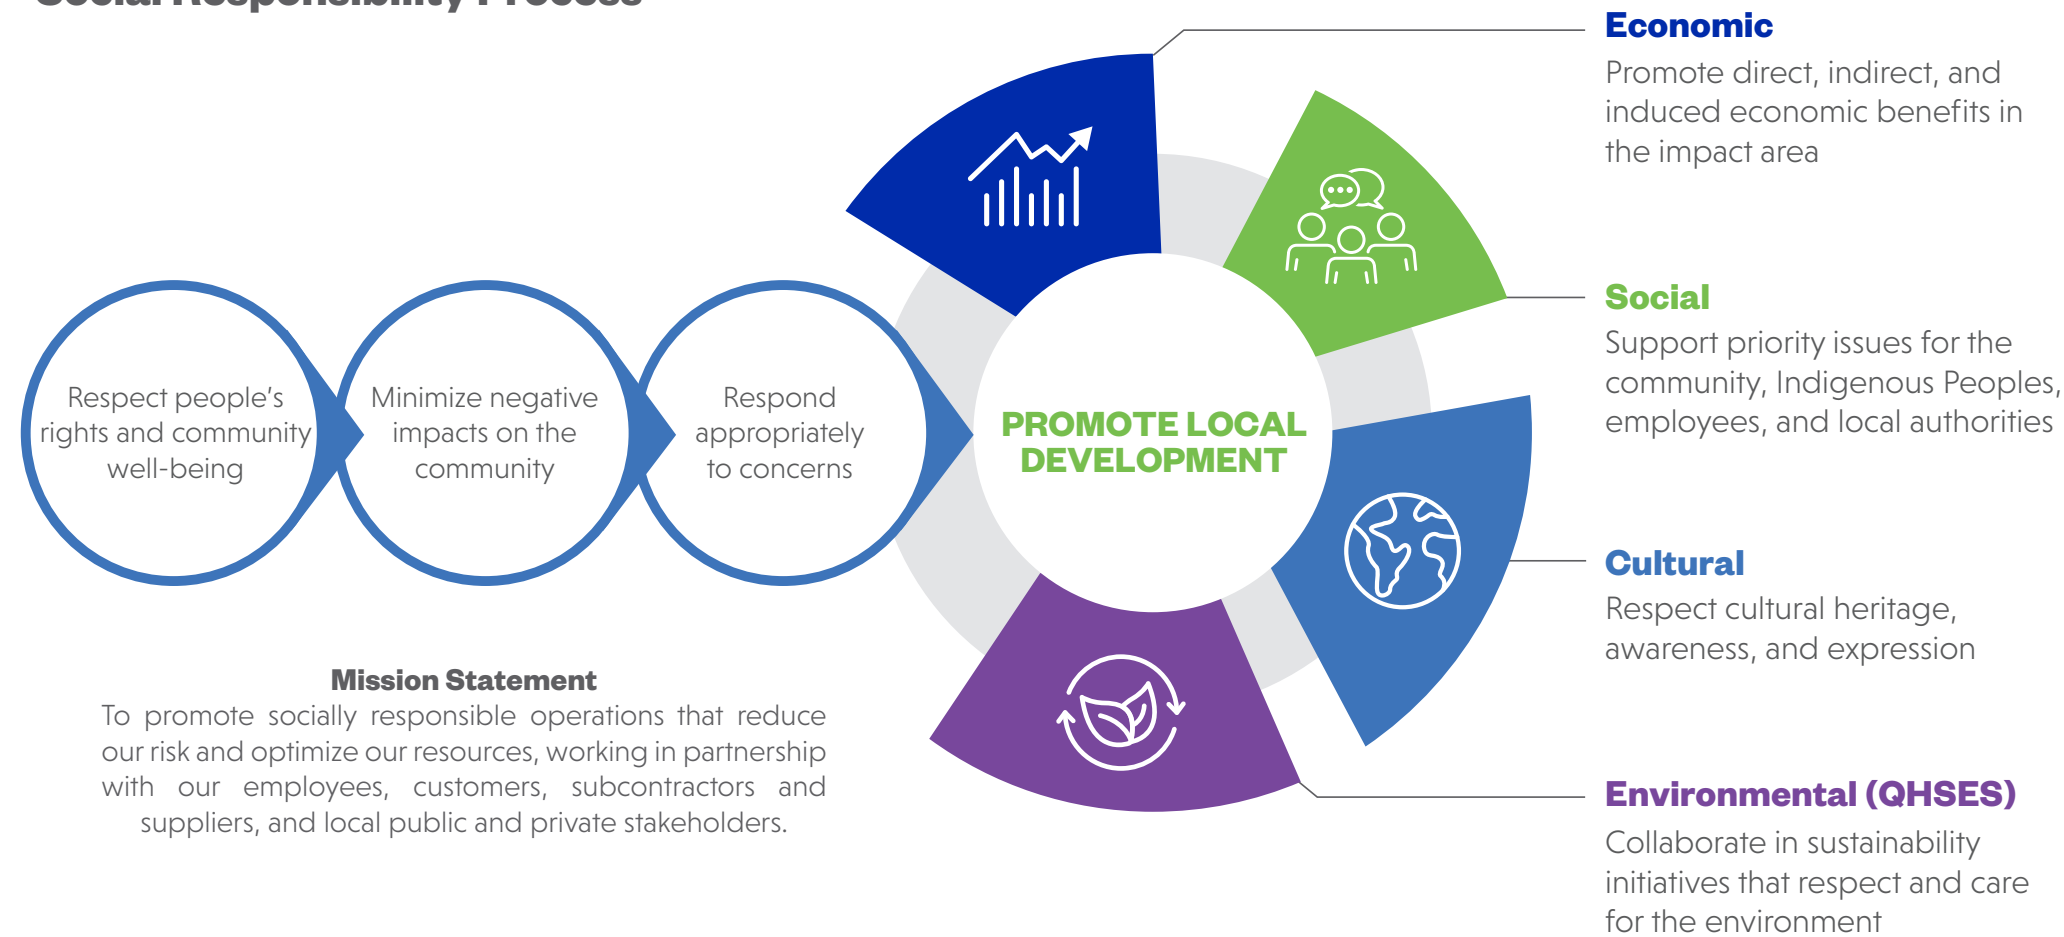 Social Responsibility Process
Respect people's
rights and community
well-being
Minimize negative
impacts on the
community
Respond
appropriately
to concerns
PROMOTE LOCAL
DEVELOPMENT
Economic
Promote direct, indirect, and
induced economic benefits in
the impact area
Social
Support priority issues for the
community, Indigenous Peoples,
employees, and local authorities
Cultural
Respect cultural heritage,
awareness, and expression
Environmental (QHSES)
Collaborate in sustainability
initiatives that respect and care
for the environment
Mission Statement
To promote socially responsible operations that reduce
our risk and optimize our resources, working in partnership
with our employees, customers, subcontractors and
suppliers, and local public and private stakeholders.